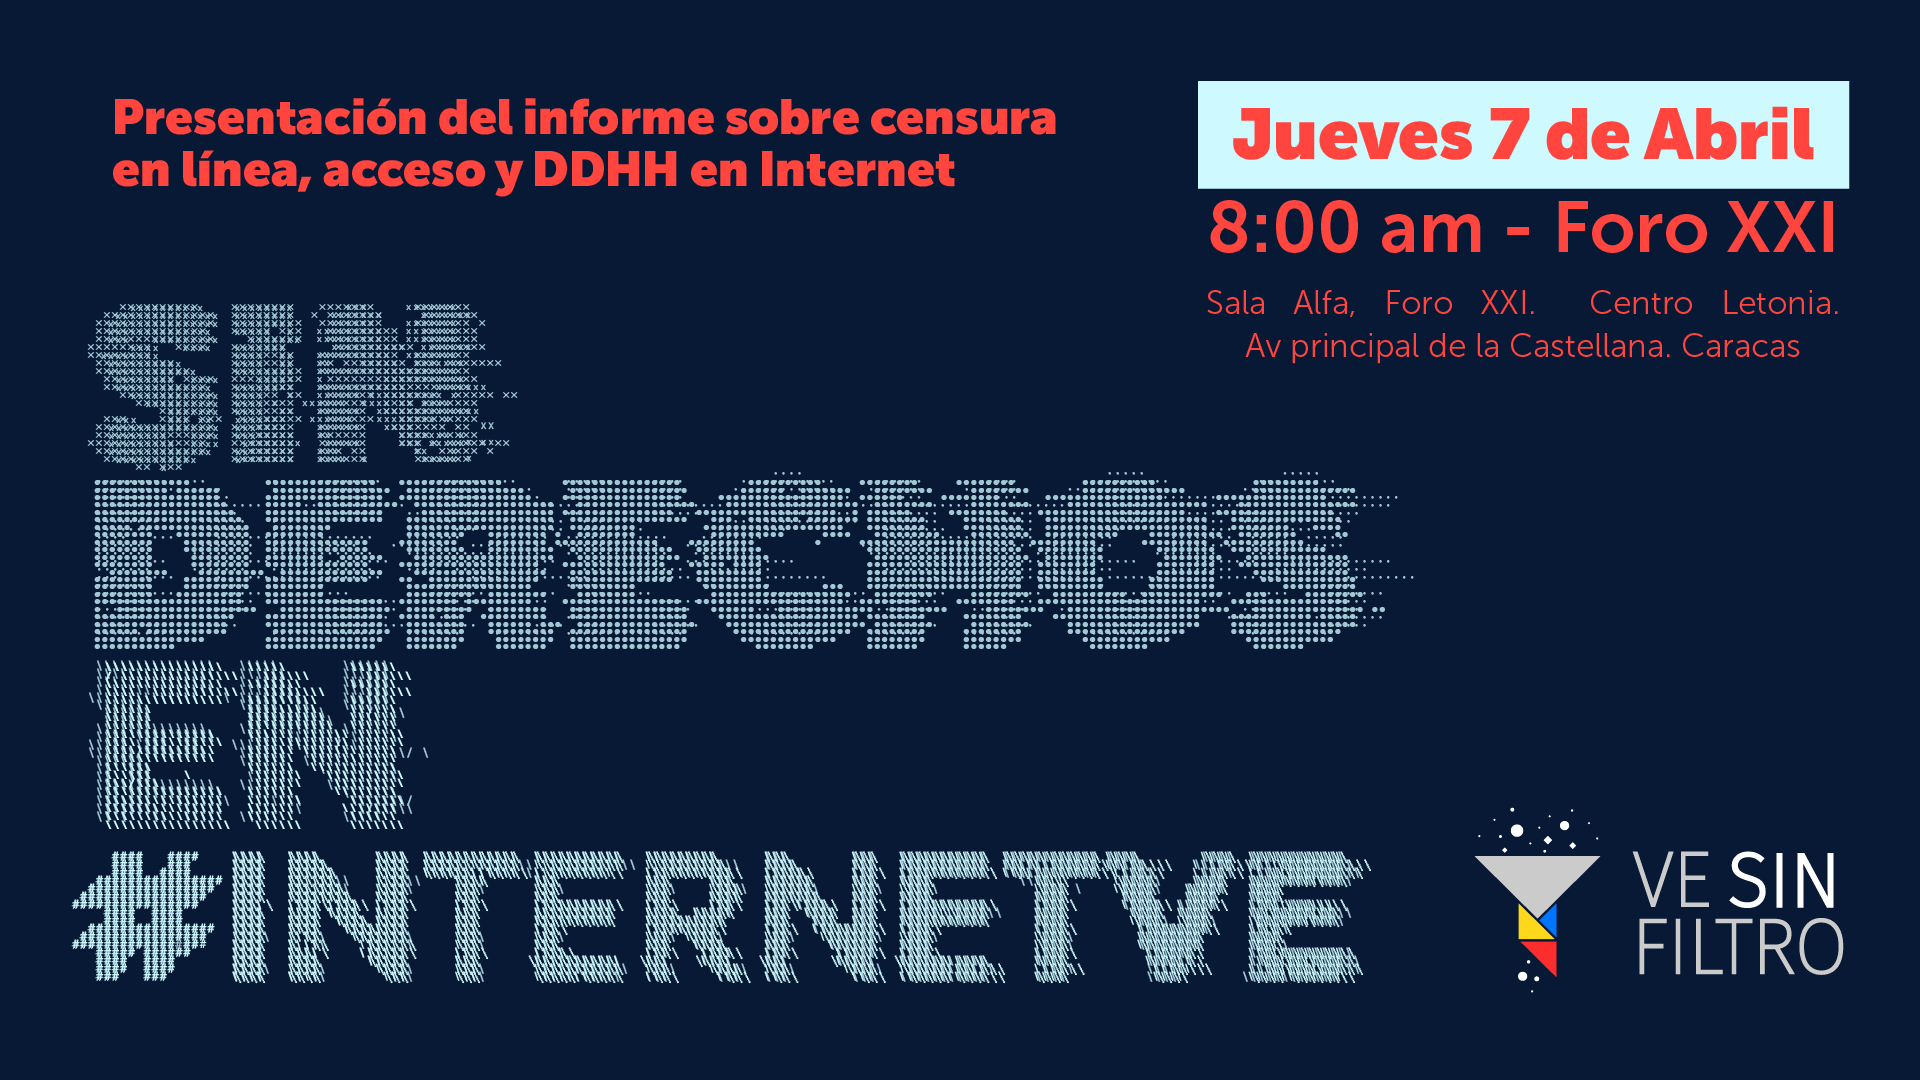 Presentación del informe sobre censura
en línea, acceso y DDHH en Internet
Jueves 7 de Abril
8:00 am - Foro XXI
Sala Alfa, Foro XXI. Centro Letonia.
Av principal de la Castellana. Caracas
SIN
DERECHOS
EN
#INTERNETVE
VE SIN
FILTRO